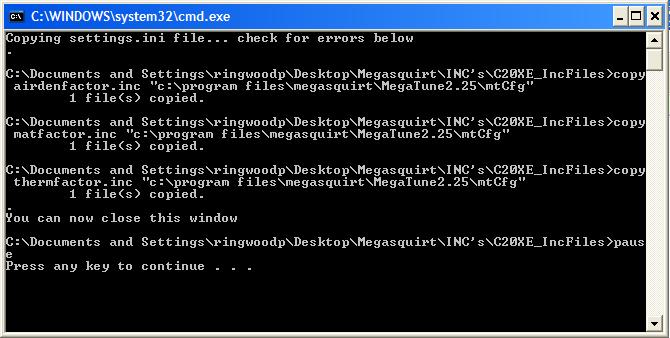 C:\WINDOWS\system32\cmd.exe
Copying settings.ini file... check for errors below
.
C:\Documents and Settings\ringwoodp\Desktop\Megasquirt\INC's\C20XE_IncFiles>copy
 airdenfactor.inc "c:\program files\megasquirt\MegaTune2.25\mtCfg"
        1 file(s) copied.
C:\Documents and Settings\ringwoodp\Desktop\Megasquirt\INC's\C20XE_IncFiles>copy
 matfactor.inc "c:\program files\megasquirt\MegaTune2.25\mtCfg"
        1 file(s) copied.
C:\Documents and Settings\ringwoodp\Desktop\Megasquirt\INC's\C20XE_IncFiles>copy
 thermfactor.inc "c:\program files\megasquirt\MegaTune2.25\mtCfg"
        1 file(s) copied.
.
You can now close this window
C:\Documents and Settings\ringwoodp\Desktop\Megasquirt\INC's\C20XE_IncFiles>paus
e
Press any key to continue . . .